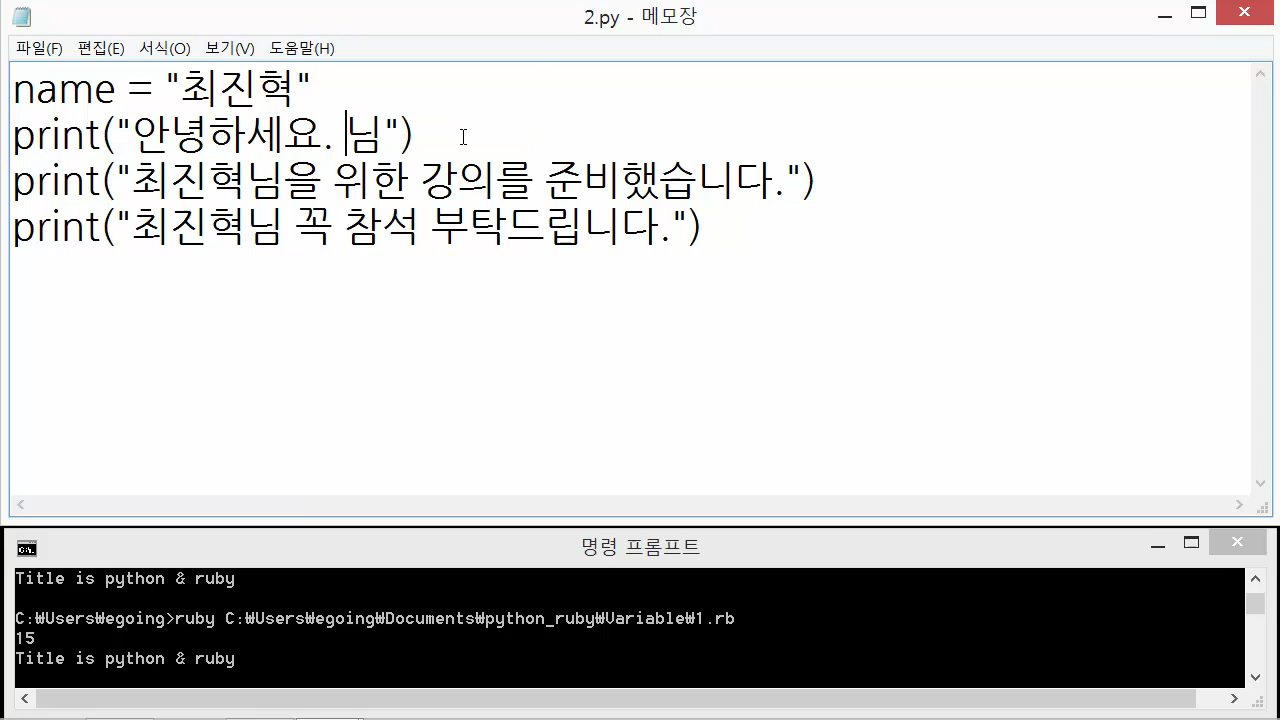 2.py - 메모장
파일(F) 편집(E) 서식(O) 보기(V) 도움말(H)
name = "최진혁"
print("안녕하세요. 님")
print("최진혁님을 위한 강의를 준비했습니다.")
print("최진혁님 꼭 참석 부탁드립니다.")
명령 프롬프트
Title is python & ruby
C:₩Users₩egoing>ruby C:₩Users₩egoing₩Documents₩python_ruby₩Variable₩1.rb
15
Title is python & ruby